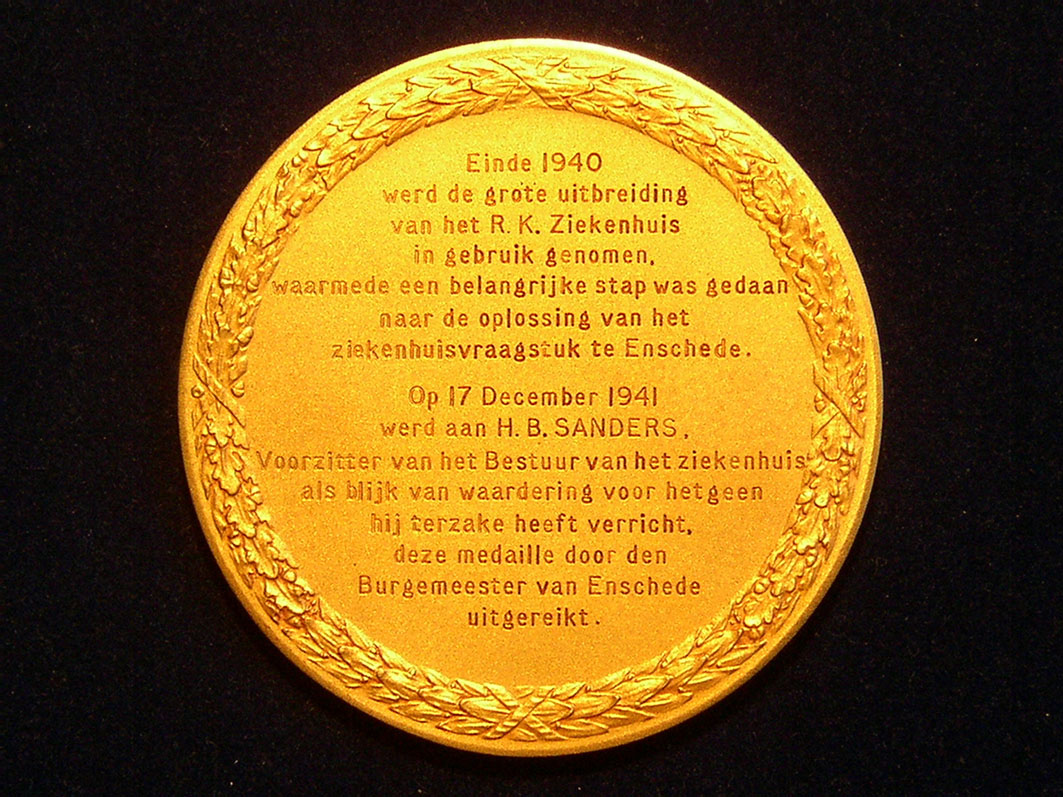 Einde 1940
werd de grote uitbreiding
van het R. K. Ziekenhuis
in gebruik genomen,
waarmede een belangrijke stap was gedaan
naar de oplossing van het
ziekenhuisvraagstuk te Enschede.
Op 17 December 1941
werd aan H. B. SANDERS,
Voorzitter van het Bestuur van het ziekenhuis
als blijk van waardering voor hetgeen
hij terzake heeft verricht,
deze medaille door den
Burgemeester van Enschede
uitgereikt.